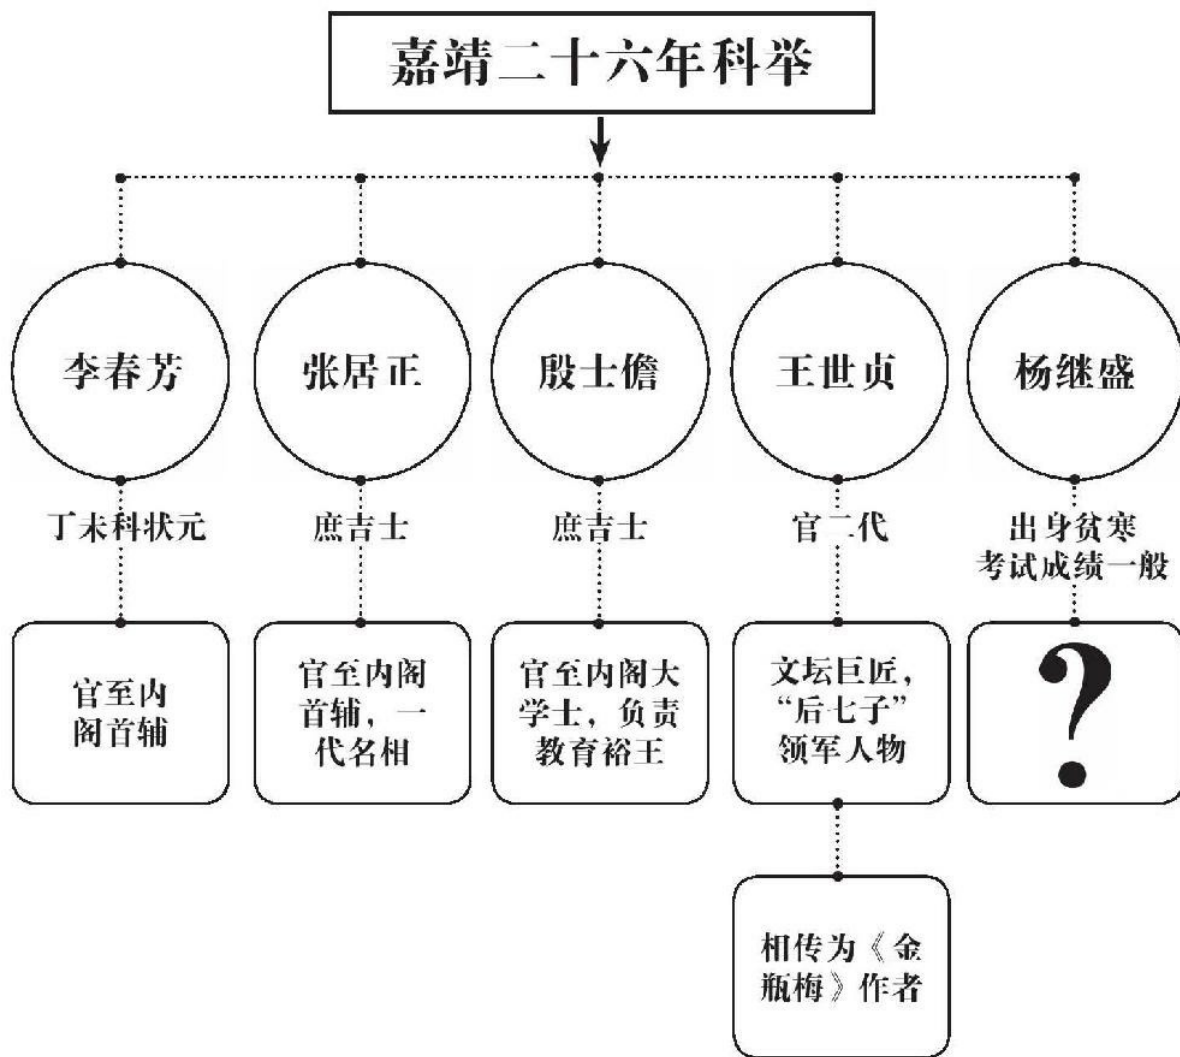 嘉靖二十六年科举
李春芳
张居正
殷士儋
王世贞
杨继盛
丁未科状元
庶吉士
庶吉士
官二代
出身贫寒
考试成绩一般
官至内
阁首辅
官至内阁
首辅，一
代名相
官至内阁大
学士，负责
教育裕王
文坛巨匠，
“后七子”
领军人物
？
相传为《金
瓶梅》作者